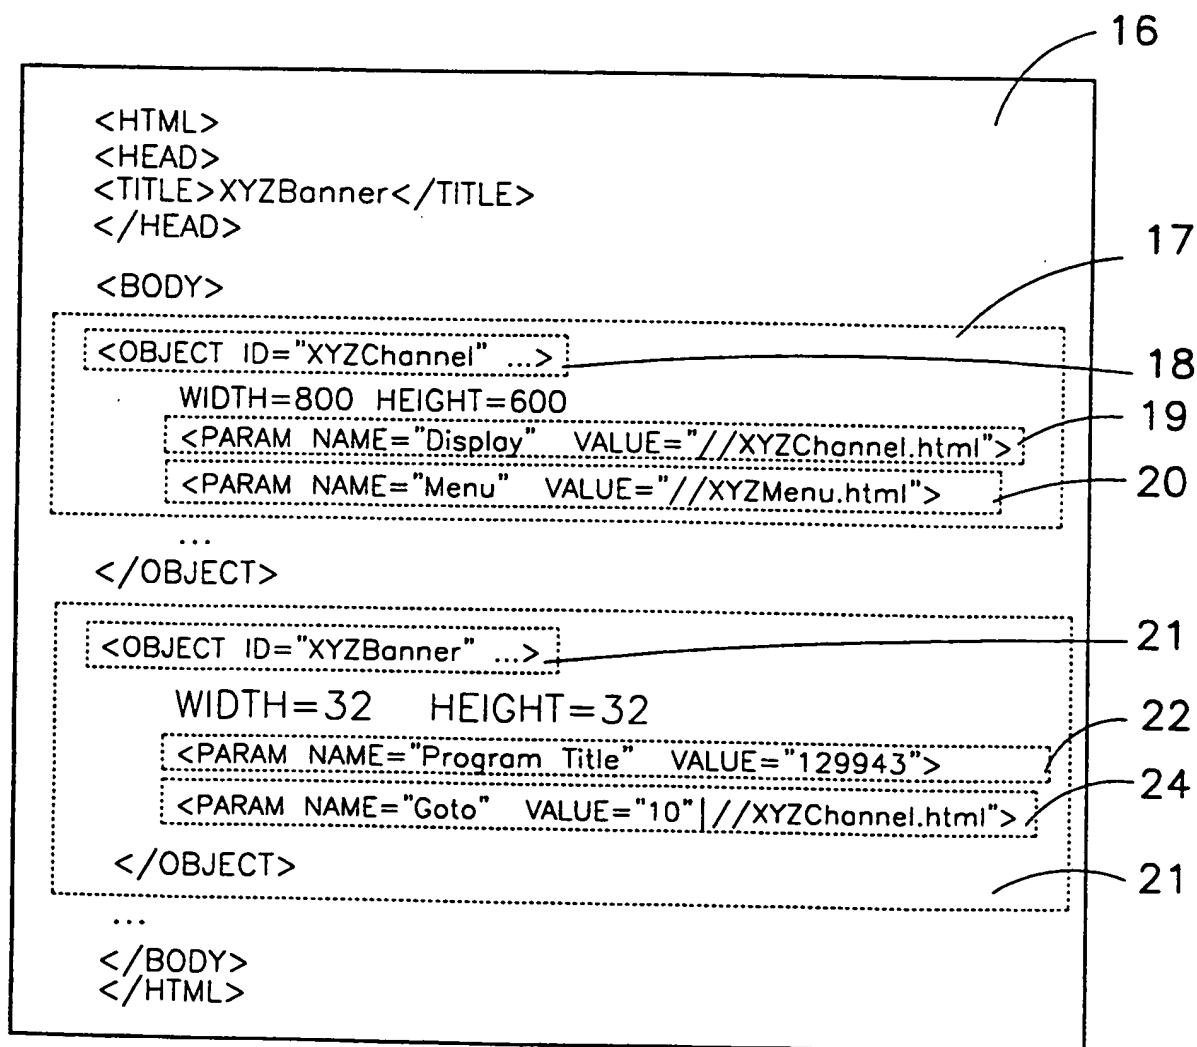 16
<HTML>
<HEAD>
<TITLE>XYZBanner</TITLE>
</HEAD>
17
<BODY>
<OBJECT ID="XYZChannel" ...>
18
WIDTH=800 HEIGHT=600
19
<PARAM NAME="Display" VALUE="//XYZChannel.html">
<PARAM NAME="Menu" VALUE="//XYZMenu.html">
20
...
</OBJECT>
<OBJECT ID="XYZBanner" ...>
21
WIDTH=32 HEIGHT=32
22
<PARAM NAME="Program Title" VALUE="129943">
24
<PARAM NAME="Goto" VALUE="10"|//XYZChannel.html">
</OBJECT>
21
...
</BODY>
</HTML>